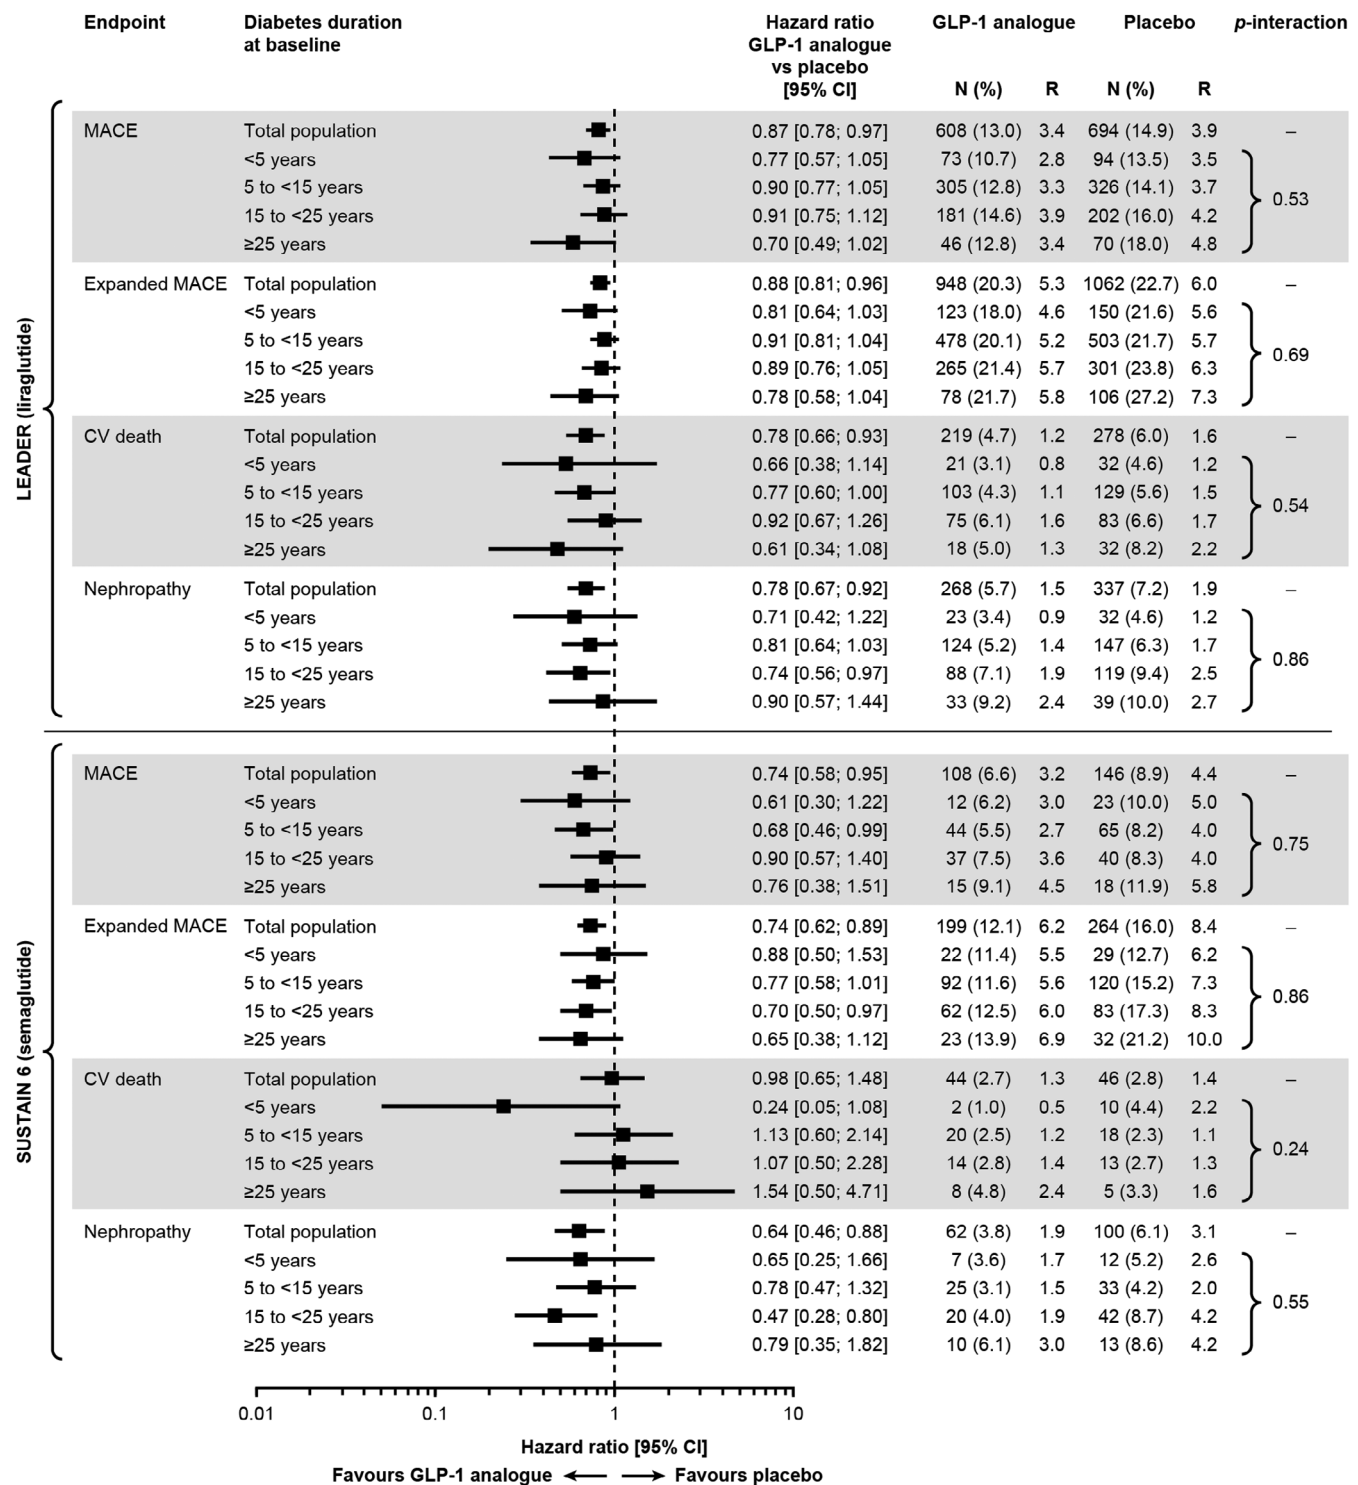 Endpoint Diabetes duration at baseline Hazard ratio GLP-1 analogue vs placebo [95% CI] GLP-1 analogue Placebo p-interaction
N (%) R N (%) R
LEADER (liraglutide)
MACE Total population 0.87 [0.78; 0.97] 608 (13.0) 3.4 694 (14.9) 3.9 –
<5 years 0.77 [0.57; 1.05] 73 (10.7) 2.8 94 (13.5) 3.5
5 to <15 years 0.90 [0.77; 1.05] 305 (12.8) 3.3 326 (14.1) 3.7
0.53
15 to <25 years 0.91 [0.75; 1.12] 181 (14.6) 3.9 202 (16.0) 4.2
≥25 years 0.70 [0.49; 1.02] 46 (12.8) 3.4 70 (18.0) 4.8
Expanded MACE Total population 0.88 [0.81; 0.96] 948 (20.3) 5.3 1062 (22.7) 6.0 –
<5 years 0.81 [0.64; 1.03] 123 (18.0) 4.6 150 (21.6) 5.6
5 to <15 years 0.91 [0.81; 1.04] 478 (20.1) 5.2 503 (21.7) 5.7
0.69
15 to <25 years 0.89 [0.76; 1.05] 265 (21.4) 5.7 301 (23.8) 6.3
≥25 years 0.78 [0.58; 1.04] 78 (21.7) 5.8 106 (27.2) 7.3
CV death Total population 0.78 [0.66; 0.93] 219 (4.7) 1.2 278 (6.0) 1.6 –
<5 years 0.66 [0.38; 1.14] 21 (3.1) 0.8 32 (4.6) 1.2
5 to <15 years 0.77 [0.60; 1.00] 103 (4.3) 1.1 129 (5.6) 1.5
0.54
15 to <25 years 0.92 [0.67; 1.26] 75 (6.1) 1.6 83 (6.6) 1.7
≥25 years 0.61 [0.34; 1.08] 18 (5.0) 1.3 32 (8.2) 2.2
Nephropathy Total population 0.78 [0.67; 0.92] 268 (5.7) 1.5 337 (7.2) 1.9 –
<5 years 0.71 [0.42; 1.22] 23 (3.4) 0.9 32 (4.6) 1.2
5 to <15 years 0.81 [0.64; 1.03] 124 (5.2) 1.4 147 (6.3) 1.7
0.86
15 to <25 years 0.74 [0.56; 0.97] 88 (7.1) 1.9 119 (9.4) 2.5
≥25 years 0.90 [0.57; 1.44] 33 (9.2) 2.4 39 (10.0) 2.7
SUSTAIN 6 (semaglutide)
MACE Total population 0.74 [0.58; 0.95] 108 (6.6) 3.2 146 (8.9) 4.4 –
<5 years 0.61 [0.30; 1.22] 12 (6.2) 3.0 23 (10.0) 5.0
5 to <15 years 0.68 [0.46; 0.99] 44 (5.5) 2.7 65 (8.2) 4.0
0.75
15 to <25 years 0.90 [0.57; 1.40] 37 (7.5) 3.6 40 (8.3) 4.0
≥25 years 0.76 [0.38; 1.51] 15 (9.1) 4.5 18 (11.9) 5.8
Expanded MACE Total population 0.74 [0.62; 0.89] 199 (12.1) 6.2 264 (16.0) 8.4 –
<5 years 0.88 [0.50; 1.53] 22 (11.4) 5.5 29 (12.7) 6.2
5 to <15 years 0.77 [0.58; 1.01] 92 (11.6) 5.6 120 (15.2) 7.3
0.86
15 to <25 years 0.70 [0.50; 0.97] 62 (12.5) 6.0 83 (17.3) 8.3
≥25 years 0.65 [0.38; 1.12] 23 (13.9) 6.9 32 (21.2) 10.0
CV death Total population 0.98 [0.65; 1.48] 44 (2.7) 1.3 46 (2.8) 1.4 –
<5 years 0.24 [0.05; 1.08] 2 (1.0) 0.5 10 (4.4) 2.2
5 to <15 years 1.13 [0.60; 2.14] 20 (2.5) 1.2 18 (2.3) 1.1
0.24
15 to <25 years 1.07 [0.50; 2.28] 14 (2.8) 1.4 13 (2.7) 1.3
≥25 years 1.54 [0.50; 4.71] 8 (4.8) 2.4 5 (3.3) 1.6
Nephropathy Total population 0.64 [0.46; 0.88] 62 (3.8) 1.9 100 (6.1) 3.1 –
<5 years 0.65 [0.25; 1.66] 7 (3.6) 1.7 12 (5.2) 2.6
5 to <15 years 0.78 [0.47; 1.32] 25 (3.1) 1.5 33 (4.2) 2.0
0.55
15 to <25 years 0.47 [0.28; 0.80] 20 (4.0) 1.9 42 (8.7) 4.2
≥25 years 0.79 [0.35; 1.82] 10 (6.1) 3.0 13 (8.6) 4.2
0.01 0.1 1 10
Hazard ratio [95% CI]
Favours GLP-1 analogue ← → Favours placebo